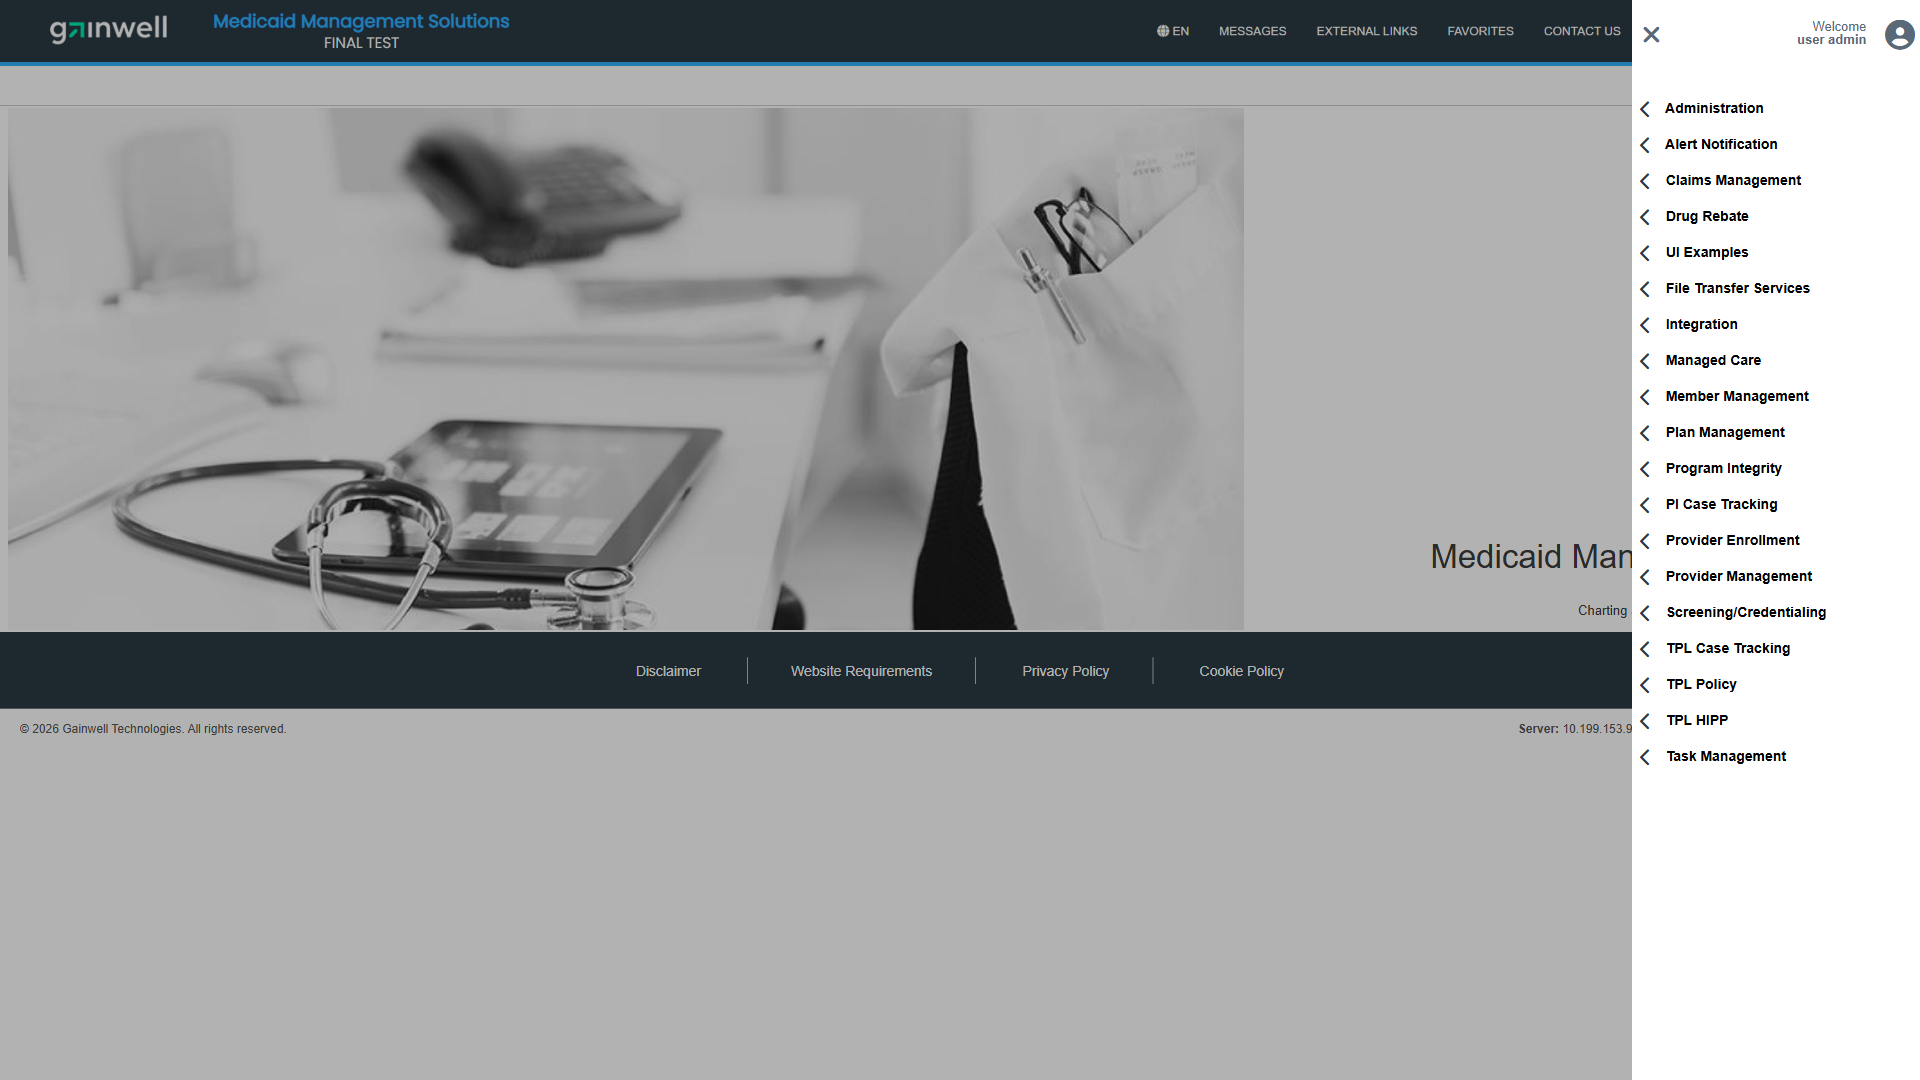 gainwell
Medicaid Management Solutions
FINAL TEST
EN
MESSAGES
EXTERNAL LINKS
FAVORITES
CONTACT US
Welcome
user admin
Administration
Alert Notification
Claims Management
Drug Rebate
UI Examples
File Transfer Services
Integration
Managed Care
Member Management
Plan Management
Program Integrity
PI Case Tracking
Provider Enrollment
Provider Management
Screening/Credentialing
TPL Case Tracking
TPL Policy
TPL HIPP
Task Management
Medicaid Man
Charting
Disclaimer
Website Requirements
Privacy Policy
Cookie Policy
© 2026 Gainwell Technologies. All rights reserved.
Server: 10.199.153.9